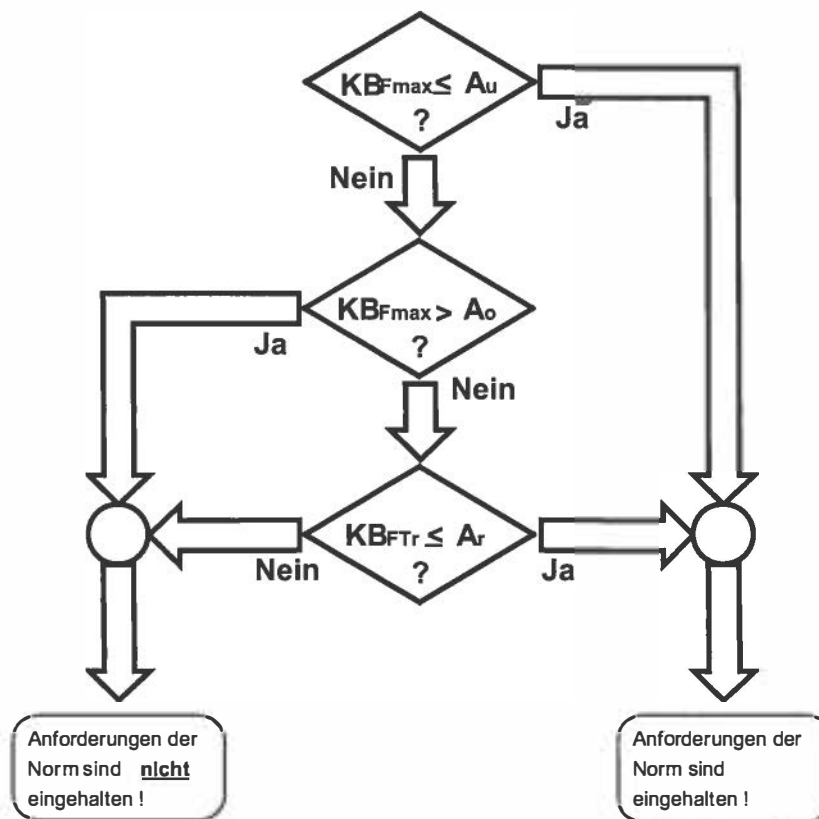 KBFmax ≤ Au
?
Ja
Nein
KBFmax > Ao
?
Ja
Nein
KBFTr ≤ Ar
?
Nein
Ja
Anforderungen der
Norm sind nicht
eingehalten !
Anforderungen der
Norm sind
eingehalten !